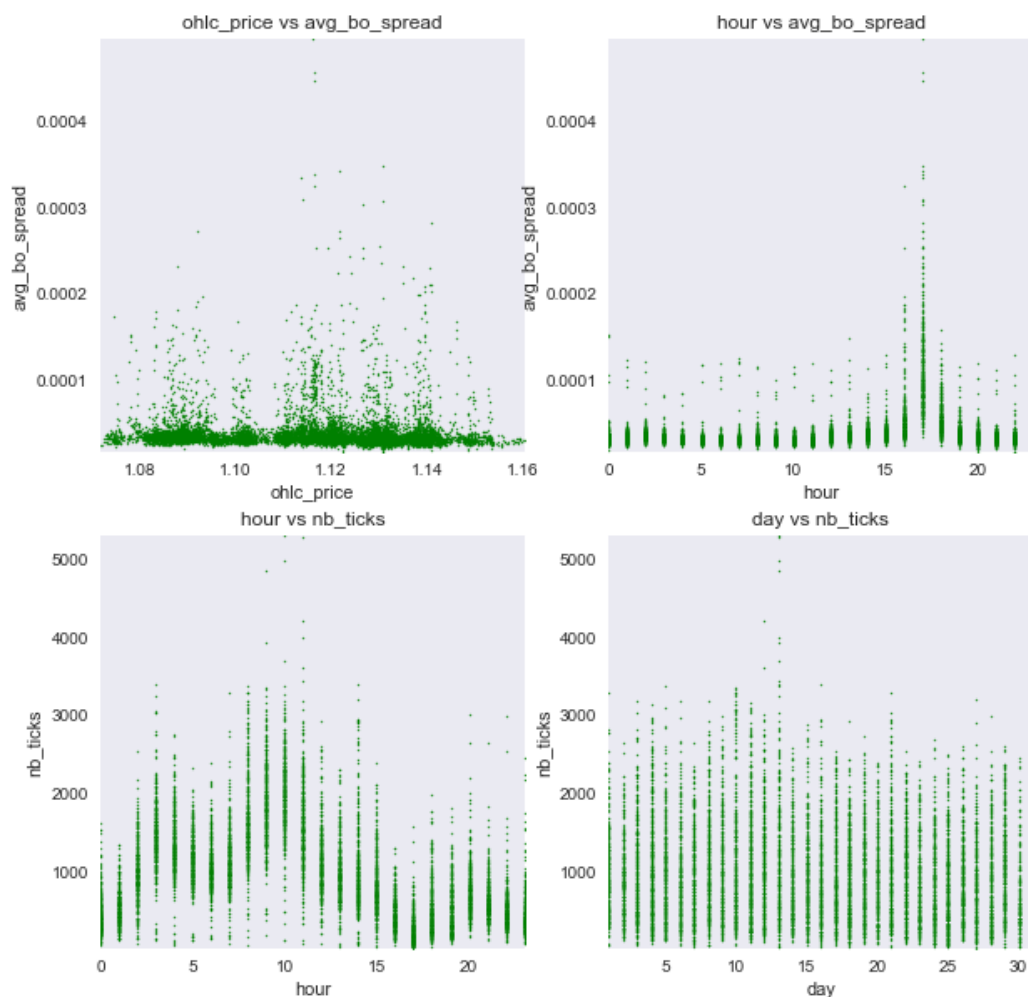 ohlc_price vs avg_bo_spread
avg_bo_spread
0.0004
0.0003
0.0002
0.0001
1.08 1.10 1.12 1.14 1.16
ohlc_price
hour vs avg_bo_spread
avg_bo_spread
0.0004
0.0003
0.0002
0.0001
0 5 10 15 20
hour
hour vs nb_ticks
nb_ticks
5000
4000
3000
2000
1000
0 5 10 15 20
hour
day vs nb_ticks
nb_ticks
5000
4000
3000
2000
1000
5 10 15 20 25 30
day